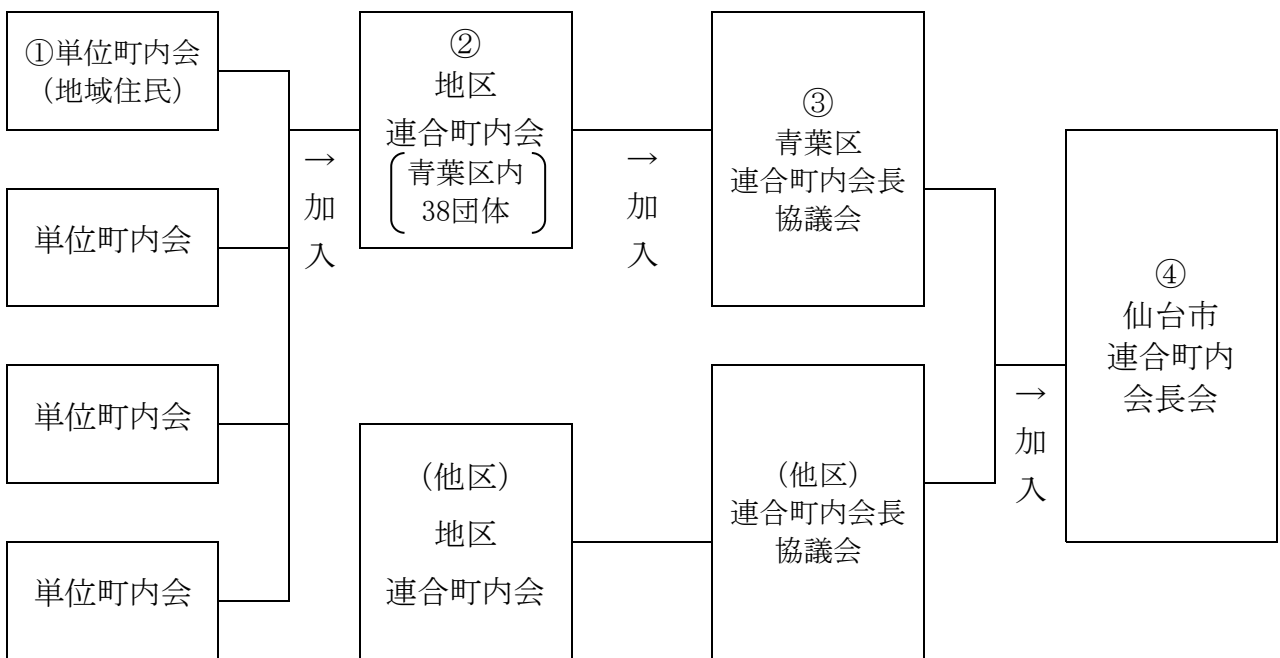 ①単位町内会
(地域住民)
単位町内会
単位町内会
単位町内会
→
加
入
②
地区
連合町内会
青葉区内
38団体
(他区)
地区
連合町内会
→
加
入
③
青葉区
連合町内会長
協議会
(他区)
連合町内会長
協議会
→
加
入
④
仙台市
連合町内
会長会